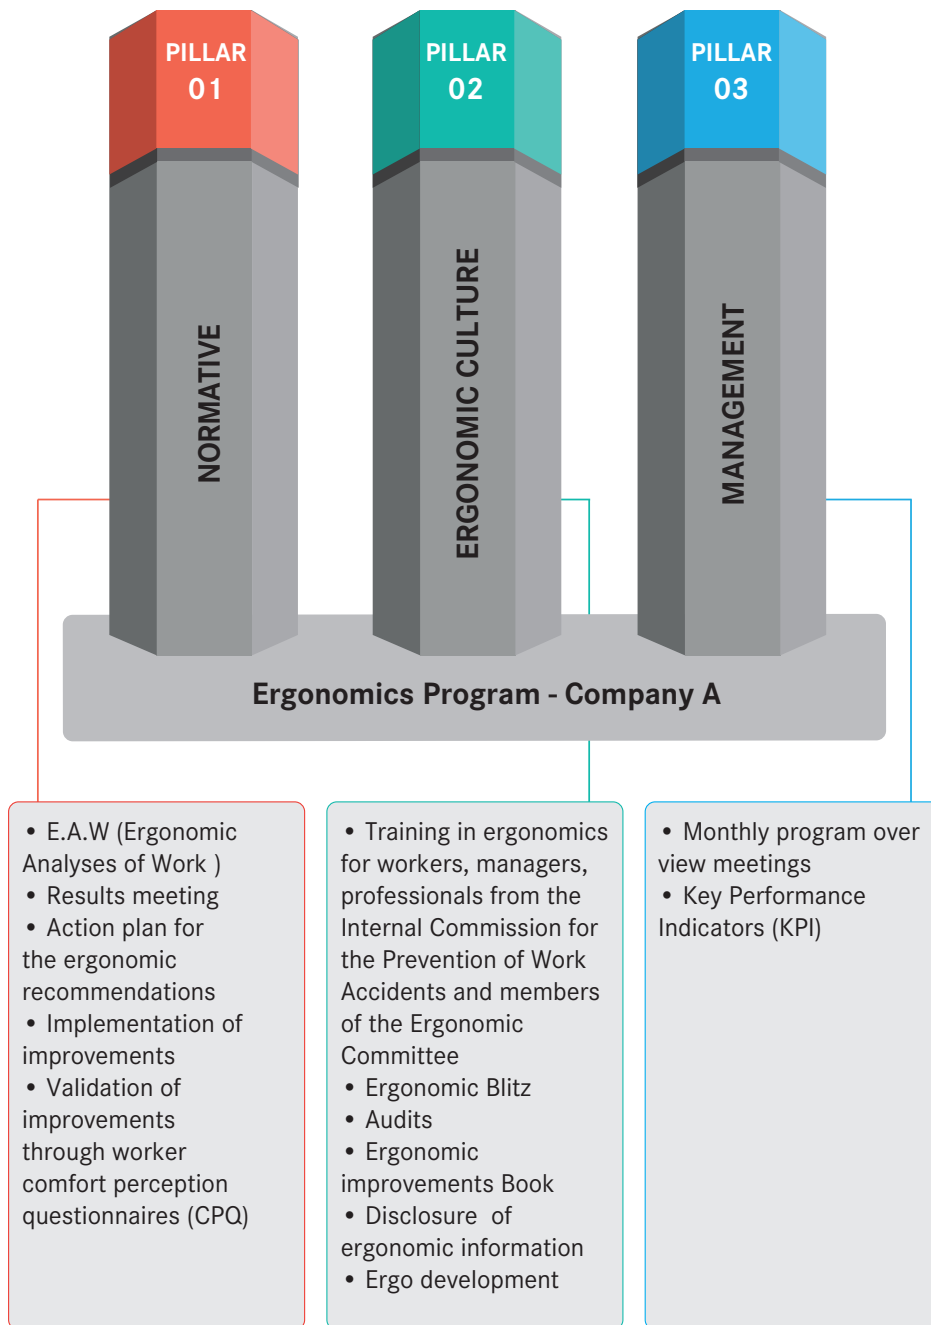 PILLAR
01
PILLAR
02
PILLAR
03
NORMATIVE
ERGONOMIC CULTURE
MANAGEMENT
Ergonomics Program - Company A
• E.A.W (Ergonomic
Analyses of Work )
• Results meeting
• Action plan for
the ergonomic
recommendations
• Implementation of
improvements
• Validation of
improvements
through worker
comfort perception
questionnaires (CPQ)
• Training in ergonomics
for workers, managers,
professionals from the
Internal Commission for
the Prevention of Work
Accidents and members
of the Ergonomic
Committee
• Ergonomic Blitz
• Audits
• Ergonomic
improvements Book
• Disclosure of
ergonomic information
• Ergo development
• Monthly program over
view meetings
• Key Performance
Indicators (KPI)